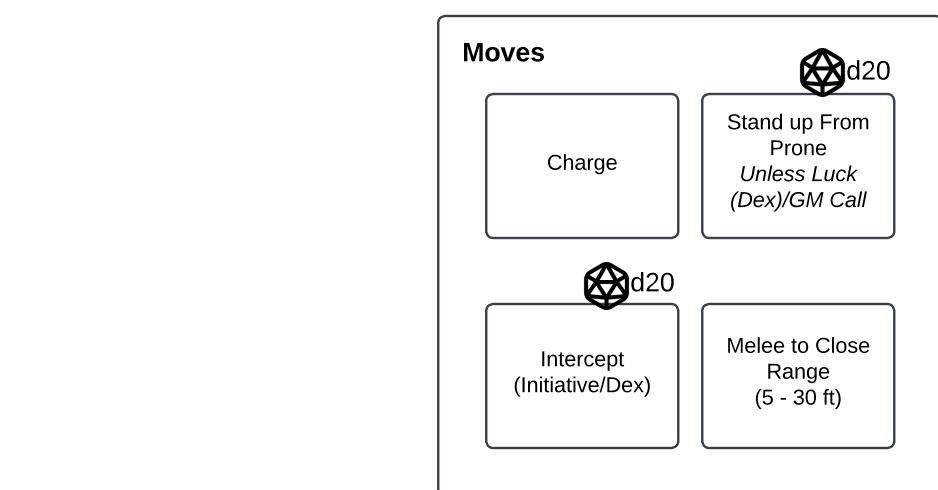 Moves
d20
Charge
Stand up From
Prone
Unless Luck
(Dex)/GM Call
d20
Intercept
(Initiative/Dex)
Melee to Close
Range
(5 - 30 ft)